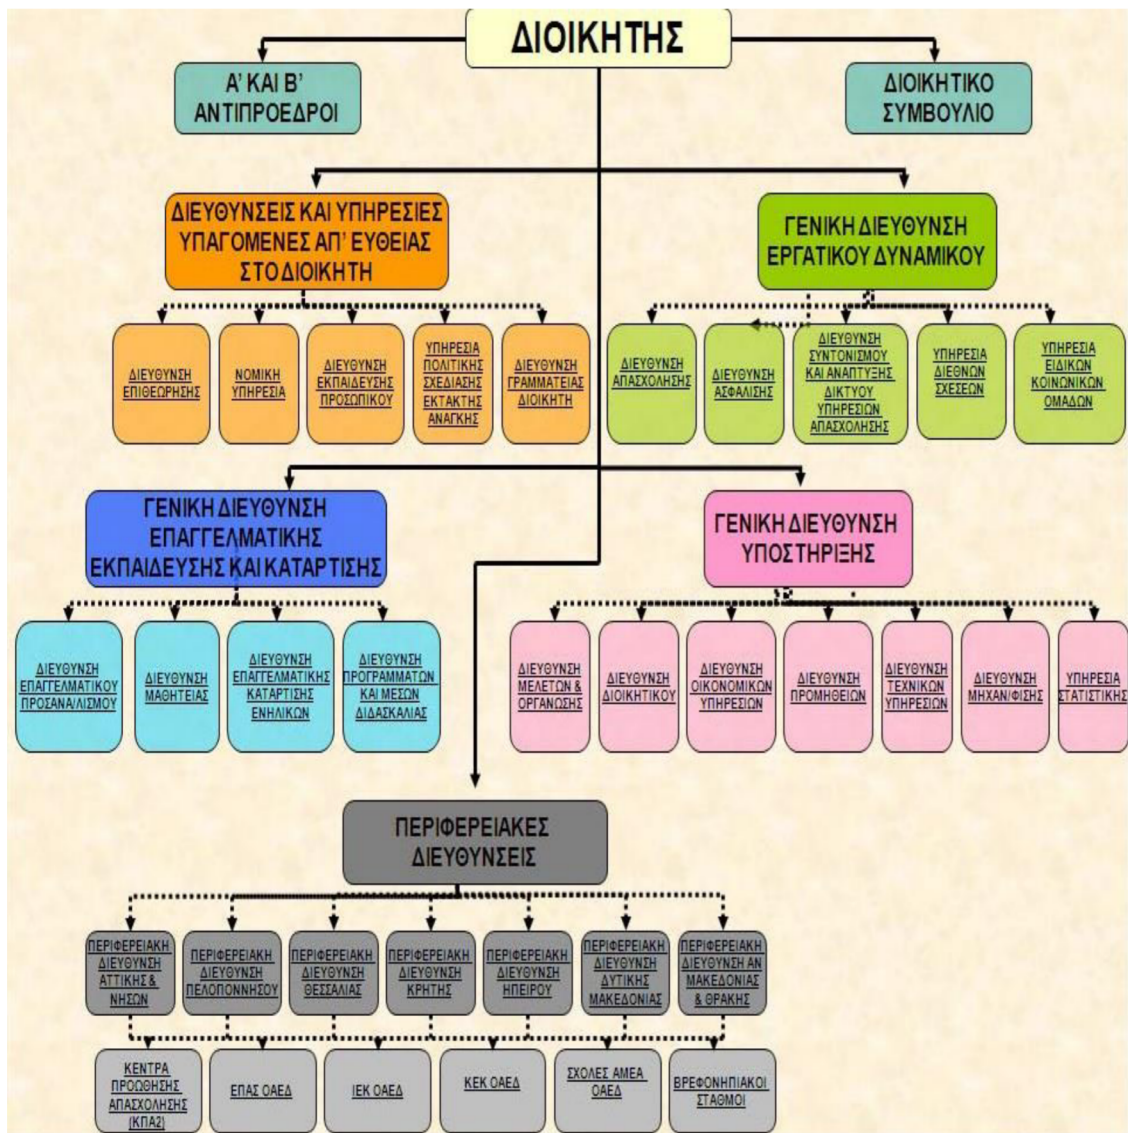 ΔΙΟΙΚΗΤΗΣ
Α’ ΚΑΙ Β’
ΑΝΤΙΠΡΟΕΔΡΟΙ
ΔΙΟΙΚΗΤΙΚΟ
ΣΥΜΒΟΥΛΙΟ
ΔΙΕΥΘΥΝΣΕΙΣ ΚΑΙ ΥΠΗΡΕΣΙΕΣ
ΥΠΑΓΟΜΕΝΕΣ ΑΠ’ ΕΥΘΕΙΑΣ
ΣΤΟ ΔΙΟΙΚΗΤΗ
ΓΕΝΙΚΗ ΔΙΕΥΘΥΝΣΗ
ΕΡΓΑΤΙΚΟΥ ΔΥΝΑΜΙΚΟΥ
ΔΙΕΥΘΥΝΣΗ
ΕΠΙΘΕΩΡΗΣΗΣ
ΝΟΜΙΚΗ
ΥΠΗΡΕΣΙΑ
ΔΙΕΥΘΥΝΣΗ
ΕΚΠΑΙΔΕΥΣΗΣ
ΠΡΟΣΩΠΙΚΟΥ
ΥΠΗΡΕΣΙΑ
ΠΟΛΙΤΙΚΗΣ
ΣΧΕΔΙΑΣΗΣ
ΕΚΤΑΚΤΗΣ
ΑΝΑΓΚΗΣ
ΔΙΕΥΘΥΝΣΗ
ΓΡΑΜΜΑΤΕΙΑΣ
ΔΙΟΙΚΗΤΗ
ΔΙΕΥΘΥΝΣΗ
ΑΠΑΣΧΟΛΗΣΗΣ
ΔΙΕΥΘΥΝΣΗ
ΑΣΦΑΛΙΣΗΣ
ΔΙΕΥΘΥΝΣΗ
ΣΥΝΤΟΝΙΣΜΟΥ
ΚΑΙ ΑΝΑΠΤΥΞΗΣ
ΔΙΚΤΥΟΥ
ΥΠΗΡΕΣΙΩΝ
ΑΠΑΣΧΟΛΗΣΗΣ
ΥΠΗΡΕΣΙΑ
ΔΙΕΘΝΩΝ
ΣΧΕΣΕΩΝ
ΥΠΗΡΕΣΙΑ
ΕΙΔΙΚΩΝ
ΚΟΙΝΩΝΙΚΩΝ
ΟΜΑΔΩΝ
ΓΕΝΙΚΗ ΔΙΕΥΘΥΝΣΗ
ΕΠΑΓΓΕΛΜΑΤΙΚΗΣ
ΕΚΠΑΙΔΕΥΣΗΣ ΚΑΙ ΚΑΤΑΡΤΙΣΗΣ
ΓΕΝΙΚΗ ΔΙΕΥΘΥΝΣΗ
ΥΠΟΣΤΗΡΙΞΗΣ
ΔΙΕΥΘΥΝΣΗ
ΕΠΑΓΓΕΛΜΑΤΙΚΟΥ
ΠΡΟΣΑΝΑ/ΛΙΣΜΟΥ
ΔΙΕΥΘΥΝΣΗ
ΜΑΘΗΤΕΙΑΣ
ΔΙΕΥΘΥΝΣΗ
ΕΠΑΓΓΕΛΜΑΤΙΚΗΣ
ΚΑΤΑΡΤΙΣΗΣ
ΕΝΗΛΙΚΩΝ
ΔΙΕΥΘΥΝΣΗ
ΠΡΟΓΡΑΜΜΑΤΩΝ
ΚΑΙ ΜΕΣΩΝ
ΔΙΔΑΣΚΑΛΙΑΣ
ΔΙΕΥΘΥΝΣΗ
ΜΕΛΕΤΩΝ &
ΟΡΓΑΝΩΣΗΣ
ΔΙΕΥΘΥΝΣΗ
ΔΙΟΙΚΗΤΙΚΟΥ
ΔΙΕΥΘΥΝΣΗ
ΟΙΚΟΝΟΜΙΚΩΝ
ΥΠΗΡΕΣΙΩΝ
ΔΙΕΥΘΥΝΣΗ
ΠΡΟΜΗΘΕΙΩΝ
ΔΙΕΥΘΥΝΣΗ
ΤΕΧΝΙΚΩΝ
ΥΠΗΡΕΣΙΩΝ
ΔΙΕΥΘΥΝΣΗ
ΜΗΧΑΝ/ΦΙΣΗΣ
ΥΠΗΡΕΣΙΑ
ΣΤΑΤΙΣΤΙΚΗΣ
ΠΕΡΙΦΕΡΕΙΑΚΕΣ
ΔΙΕΥΘΥΝΣΕΙΣ
ΠΕΡΙΦΕΡΕΙΑΚΗ
ΔΙΕΥΘΥΝΣΗ
ΑΤΤΙΚΗΣ &
ΝΗΣΩΝ
ΠΕΡΙΦΕΡΕΙΑΚΗ
ΔΙΕΥΘΥΝΣΗ
ΠΕΛΟΠΟΝΝΗΣΟΥ
ΠΕΡΙΦΕΡΕΙΑΚΗ
ΔΙΕΥΘΥΝΣΗ
ΘΕΣΣΑΛΙΑΣ
ΠΕΡΙΦΕΡΕΙΑΚΗ
ΔΙΕΥΘΥΝΣΗ
ΚΡΗΤΗΣ
ΠΕΡΙΦΕΡΕΙΑΚΗ
ΔΙΕΥΘΥΝΣΗ
ΗΠΕΙΡΟΥ
ΠΕΡΙΦΕΡΕΙΑΚΗ
ΔΙΕΥΘΥΝΣΗ
ΔΥΤΙΚΗΣ
ΜΑΚΕΔΟΝΙΑΣ
ΠΕΡΙΦΕΡΕΙΑΚΗ
ΔΙΕΥΘΥΝΣΗ ΑΝ
ΜΑΚΕΔΟΝΙΑΣ
& ΘΡΑΚΗΣ
ΚΕΝΤΡΑ
ΠΡΟΩΘΗΣΗΣ
ΑΠΑΣΧΟΛΗΣΗΣ
(ΚΠΑ2)
ΕΠΑΣ ΟΑΕΔ
ΙΕΚ ΟΑΕΔ
ΚΕΚ ΟΑΕΔ
ΣΧΟΛΕΣ ΑΜΕΑ
ΟΑΕΔ
ΒΡΕΦΟΝΗΠΙΑΚΟΙ
ΣΤΑΘΜΟΙ